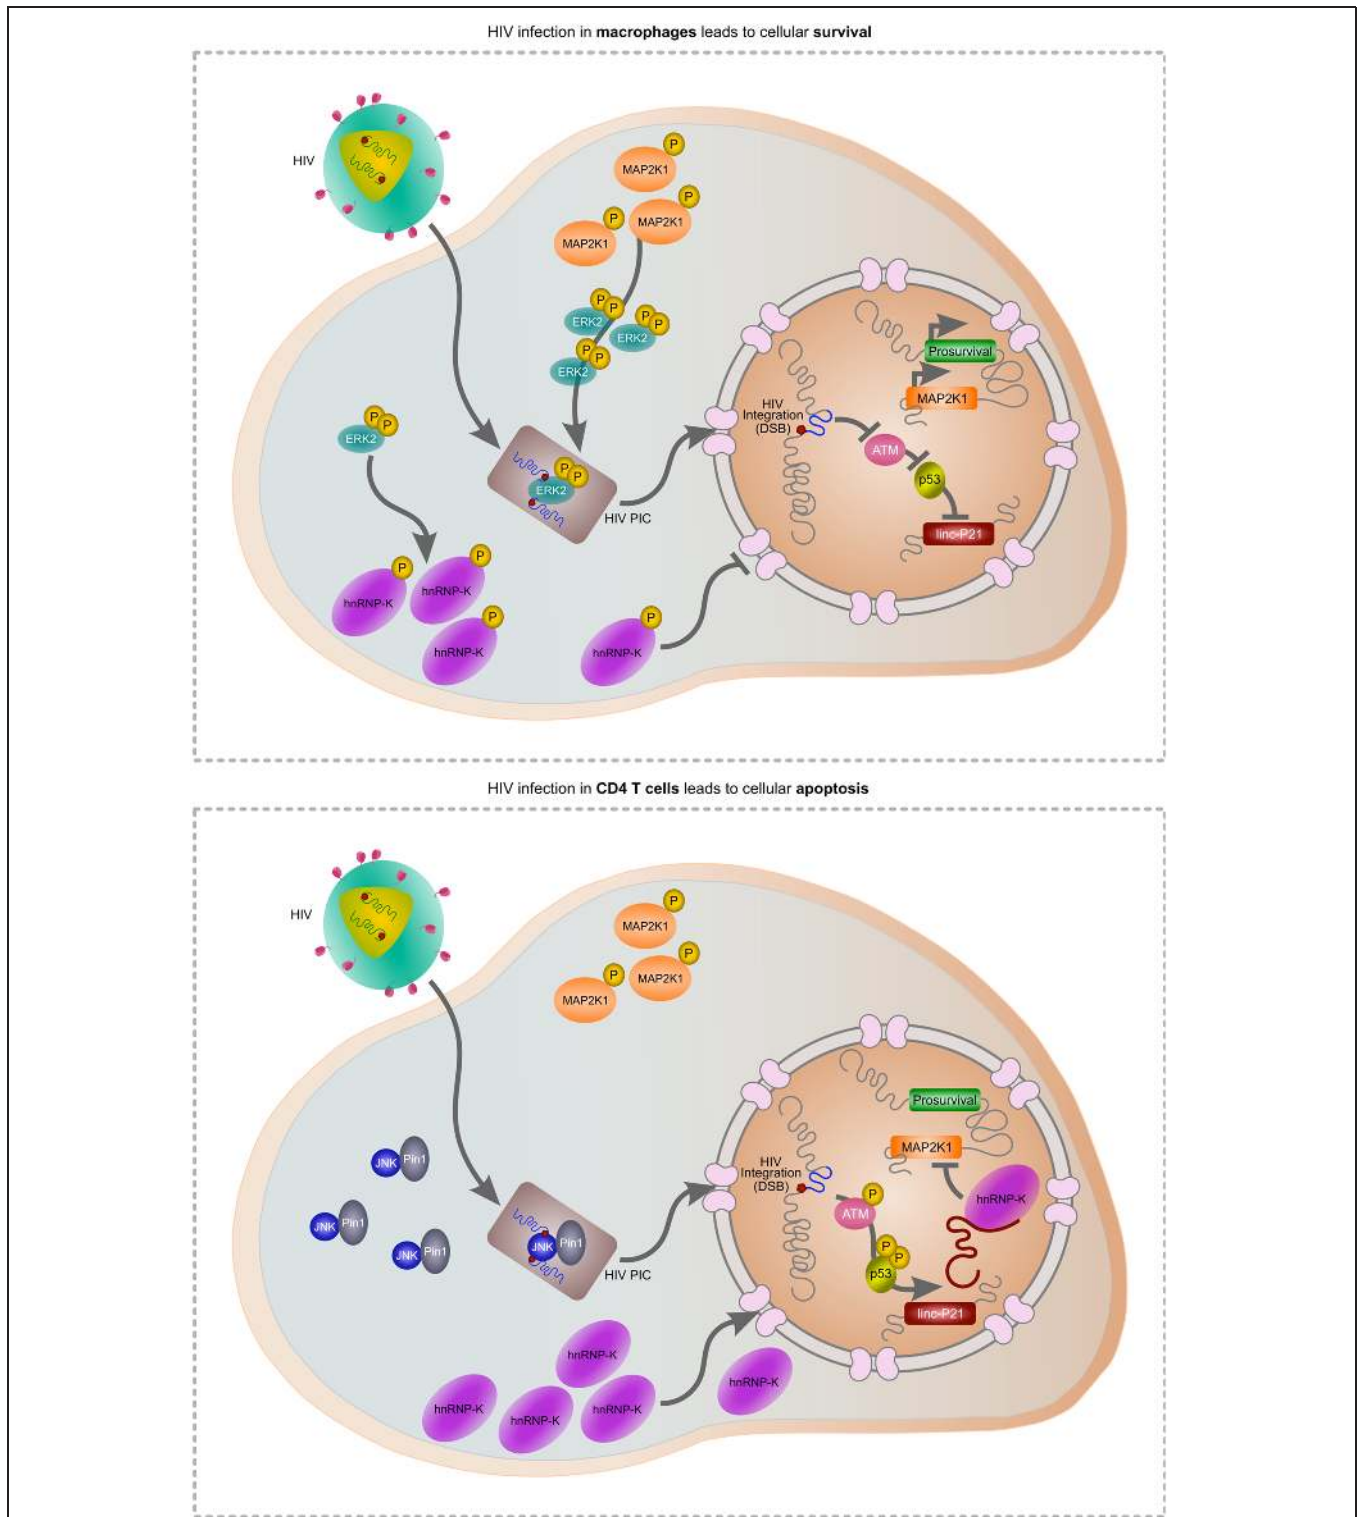 HIV infection in macrophages leads to cellular survival
HIV
P
MAP2K1
P
MAP2K1
P
MAP2K1
P
P
ERK2
P
P
ERK2
P
P
ERK2
P
P
ERK2
P
P
ERK2
HIV PIC
P
hnRNP-K
P
hnRNP-K
P
hnRNP-K
P
hnRNP-K
Prosurvival
MAP2K1
HIV
Integration
(DSB)
ATM
p53
linc-P21
HIV infection in CD4 T cells leads to cellular apoptosis
HIV
P
MAP2K1
P
MAP2K1
P
MAP2K1
JNK
Pin1
JNK
Pin1
JNK
Pin1
JNK
Pin1
HIV PIC
hnRNP-K
hnRNP-K
hnRNP-K
hnRNP-K
hnRNP-K
Prosurvival
MAP2K1
HIV
Integration
(DSB)
hnRNP-K
P
ATM
P
P
p53
linc-P21